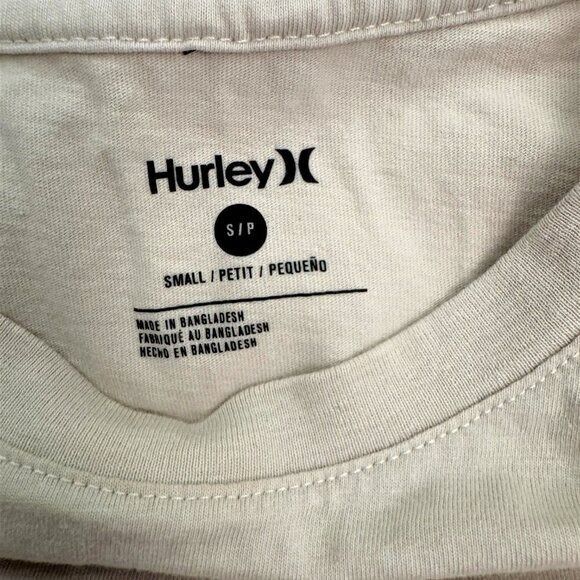 Hurley
S/P
SMALL / PETIT / PEQUEÑO
MADE IN BANGLADESH
FABRIQUÉ AU BANGLADESH
HECHO EN BANGLADESH